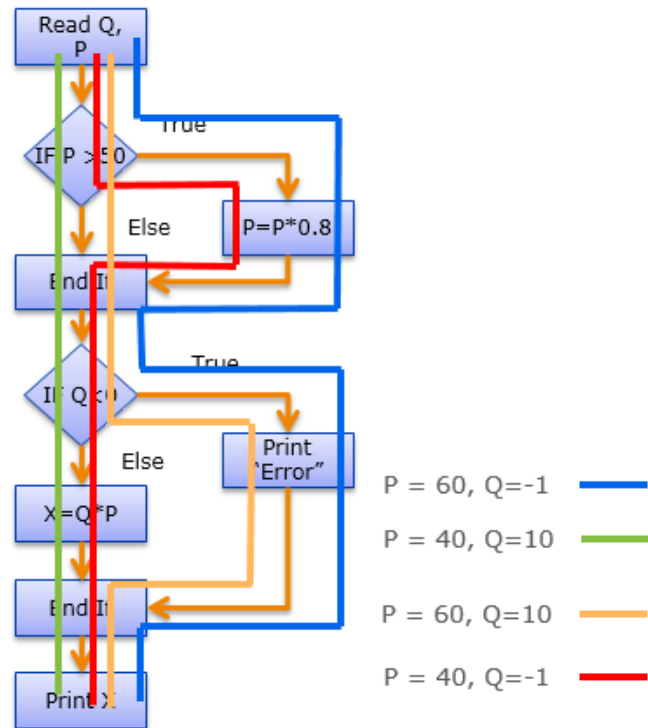 Read Q,
P
True
IF P >50
Else
P=P*0.8
End If
True
IF Q<0
Else
Print
“Error”
X=Q*P
End If
Print X
P = 60, Q=-1
P = 40, Q=10
P = 60, Q=10
P = 40, Q=-1